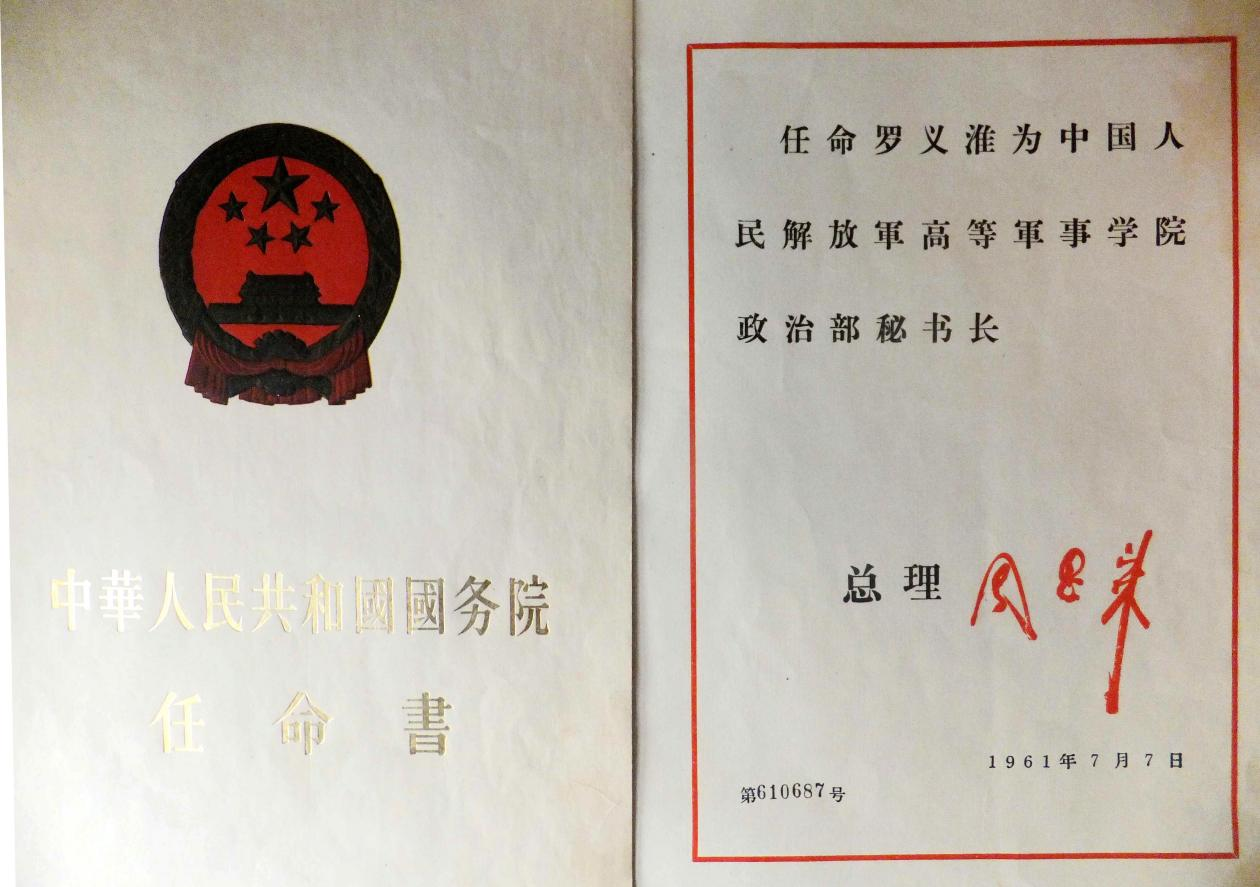 中華人民共和國國务院
任命書
任命罗义淮为中国人
民解放軍高等軍事学院
政治部秘书长
总理 周恩来
1961年7月7日
第610687号